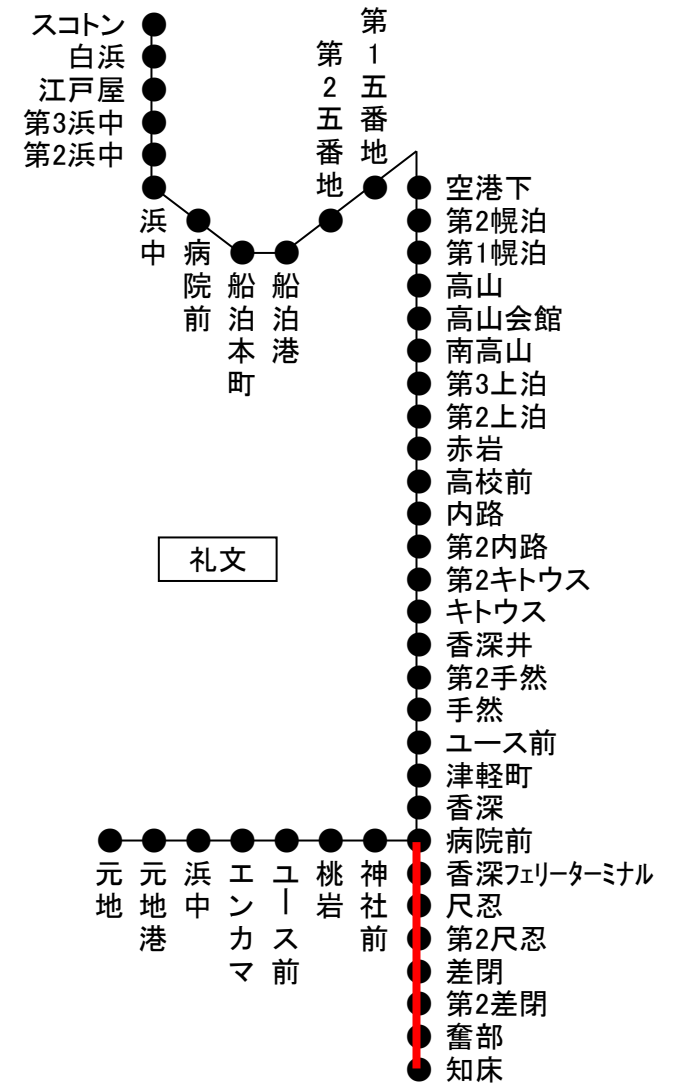 スコトン
白浜
江戸屋
第3浜中
第2浜中
浜中
病院前
船泊本町
船泊港
第2五番地
第1五番地
空港下
第2幌泊
第1幌泊
高山
高山会館
南高山
第3上泊
第2上泊
赤岩
高校前
内路
第2内路
第2キトウス
キトウス
香深井
第2手然
手然
ユース前
津軽町
香深
病院前
香深フェリーターミナル
尺忍
第2尺忍
差閉
第2差閉
奮部
知床
礼文
元地
元地港
浜中
エンカマ
ユース前
桃岩
神社前